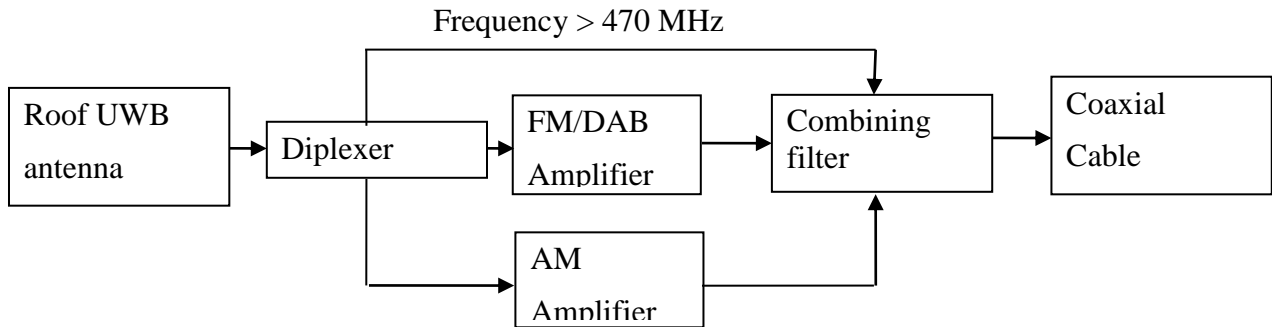 Frequency > 470 MHz
Roof UWB
antenna
Diplexer
FM/DAB
Amplifier
AM
Amplifier
Combining
filter
Coaxial
Cable